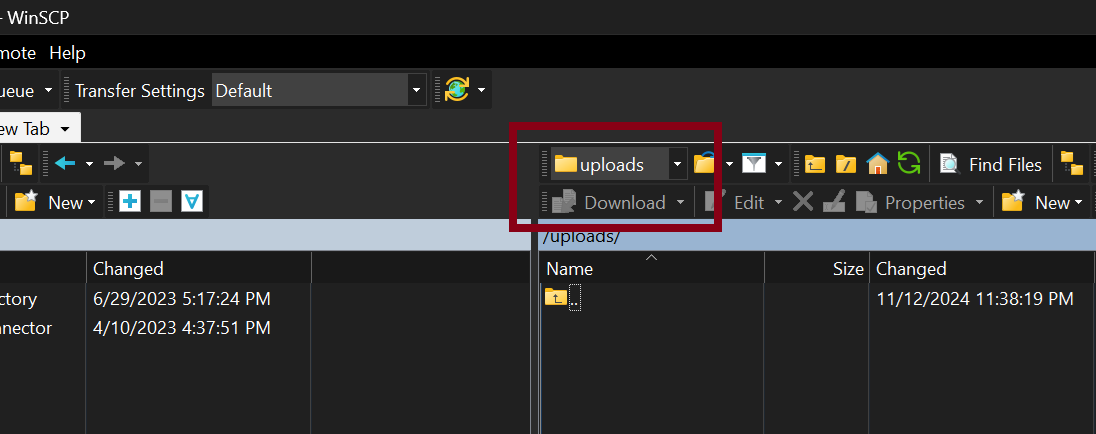 - WinSCP
mote Help
ueue Transfer Settings Default
ew Tab
uploads Find Files
New Download Edit Properties New
/uploads/
Changed Name Size Changed
ctory 6/29/2023 5:17:24 PM .. 11/12/2024 11:38:19 PM
nnector 4/10/2023 4:37:51 PM